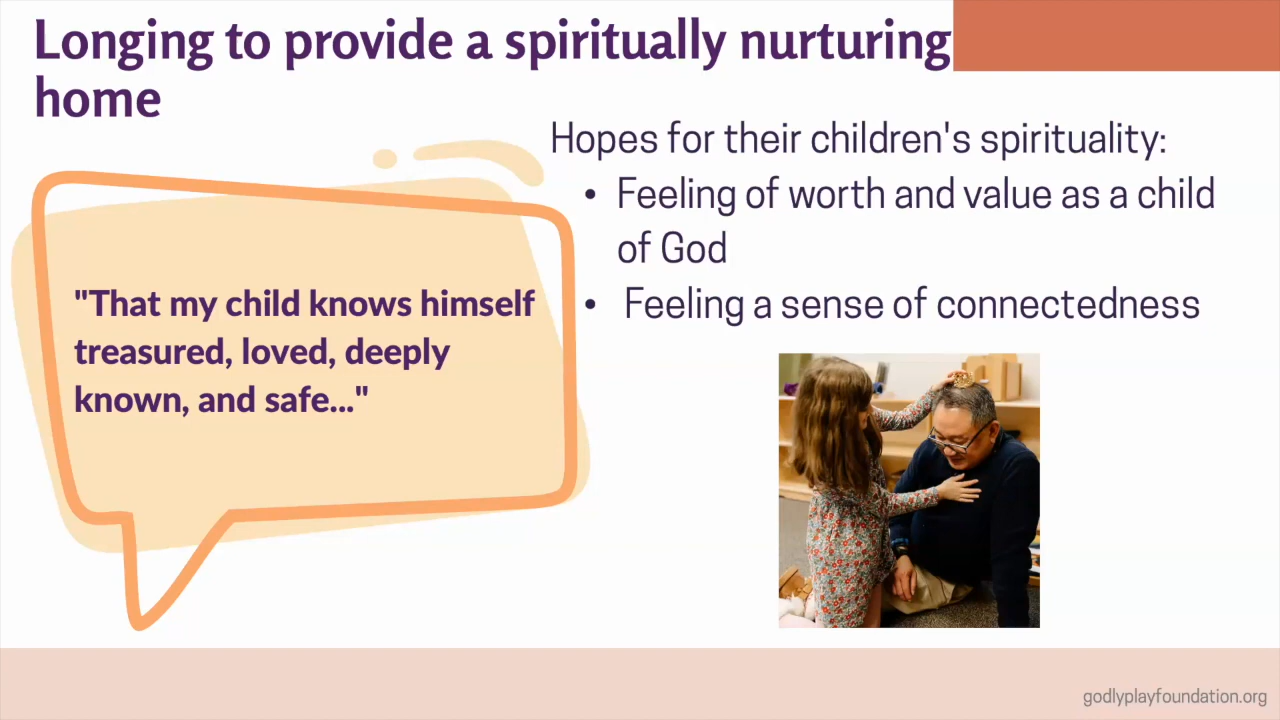 Longing to provide a spiritually nurturing
home
Hopes for their children's spirituality:
• Feeling of worth and value as a child
of God
• Feeling a sense of connectedness
"That my child knows himself
treasured, loved, deeply
known, and safe..."
godlyplayfoundation.org